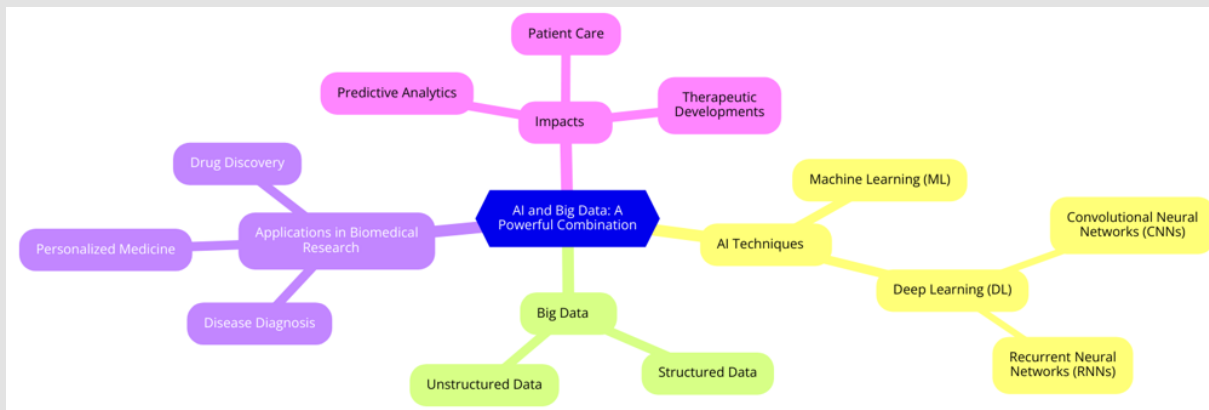 Patient Care
Predictive Analytics
Therapeutic
Developments
Impacts
Drug Discovery
Machine Learning (ML)
AI and Big Data: A
Powerful Combination
Applications in Biomedical
Research
Personalized Medicine
AI Techniques
Convolutional Neural
Networks (CNNs)
Deep Learning (DL)
Disease Diagnosis
Big Data
Recurrent Neural
Networks (RNNs)
Unstructured Data
Structured Data